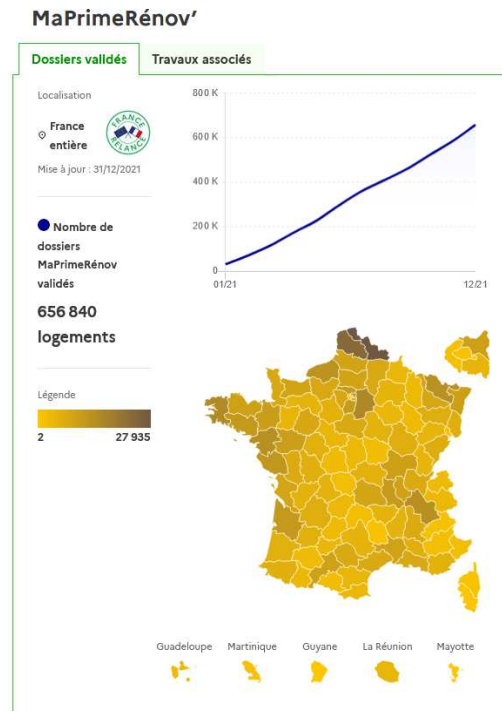 MaPrimeRénov'
Dossiers validés
Travaux associés
Localisation
France
entière
FRANCE
RELANCE
Mise à jour : 31/12/2021
Nombre de
dossiers
MaPrimeRénov
validés
656 840
logements
Légende
2
27 935
800 K
600 K
400 K
200 K
0
01/21
12/21
Guadeloupe
Martinique
Guyane
La Réunion
Mayotte